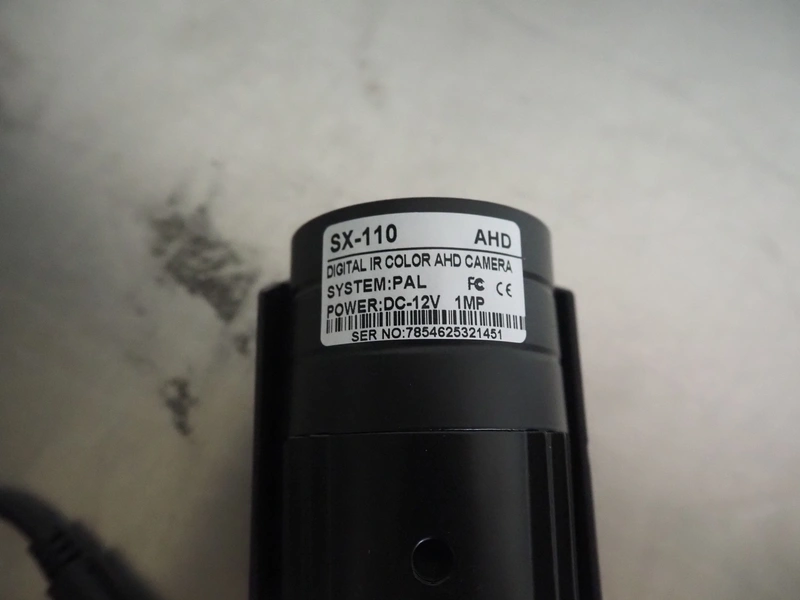 SX-110 AHD
DIGITAL IR COLOR AHD CAMERA
SYSTEM:PAL FC CE
POWER:DC-12V 1MP
SER NO:7854625321451